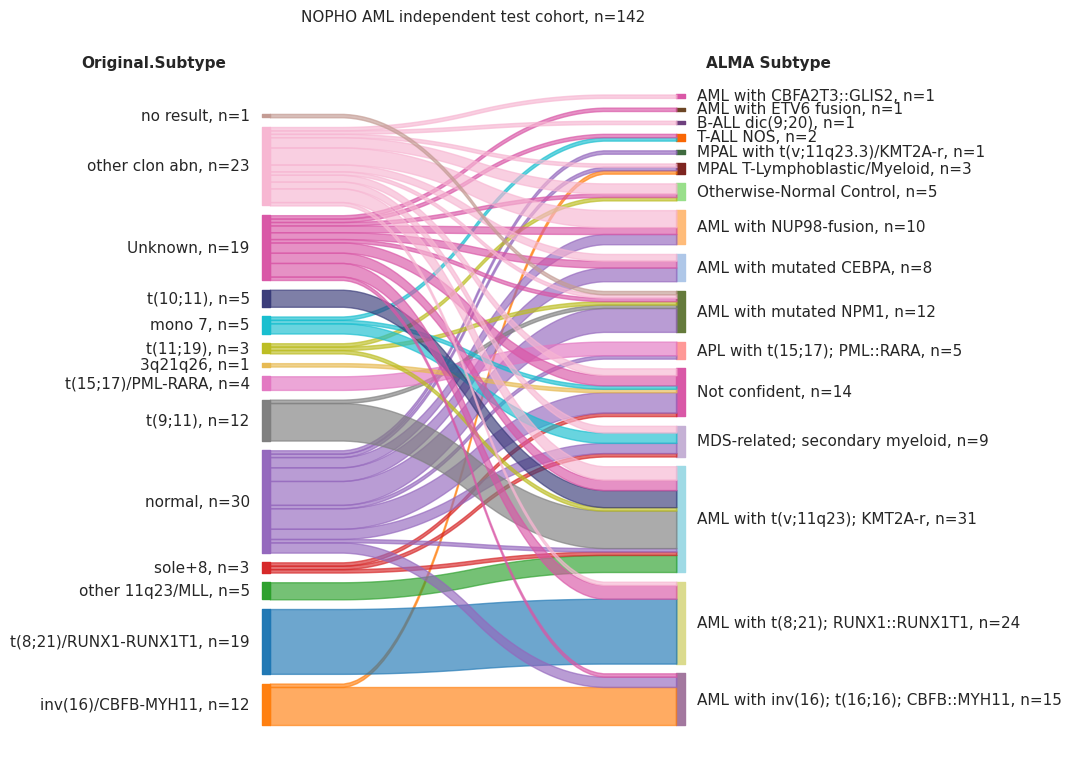 NOPHO AML independent test cohort, n=142
Original.Subtype
ALMA Subtype
no result, n=1
other clon abn, n=23
Unknown, n=19
t(10;11), n=5
mono 7, n=5
t(11;19), n=3
3q21q26, n=1
t(15;17)/PML-RARA, n=4
t(9;11), n=12
normal, n=30
sole+8, n=3
other 11q23/MLL, n=5
t(8;21)/RUNX1-RUNX1T1, n=19
inv(16)/CBFB-MYH11, n=12
AML with CBFA2T3::GLIS2, n=1
AML with ETV6 fusion, n=1
B-ALL dic(9;20), n=1
T-ALL NOS, n=2
MPAL with t(v;11q23.3)/KMT2A-r, n=1
MPAL T-Lymphoblastic/Myeloid, n=3
Otherwise-Normal Control, n=5
AML with NUP98-fusion, n=10
AML with mutated CEBPA, n=8
AML with mutated NPM1, n=12
APL with t(15;17); PML::RARA, n=5
Not confident, n=14
MDS-related; secondary myeloid, n=9
AML with t(v;11q23); KMT2A-r, n=31
AML with t(8;21); RUNX1::RUNX1T1, n=24
AML with inv(16); t(16;16); CBFB::MYH11, n=15